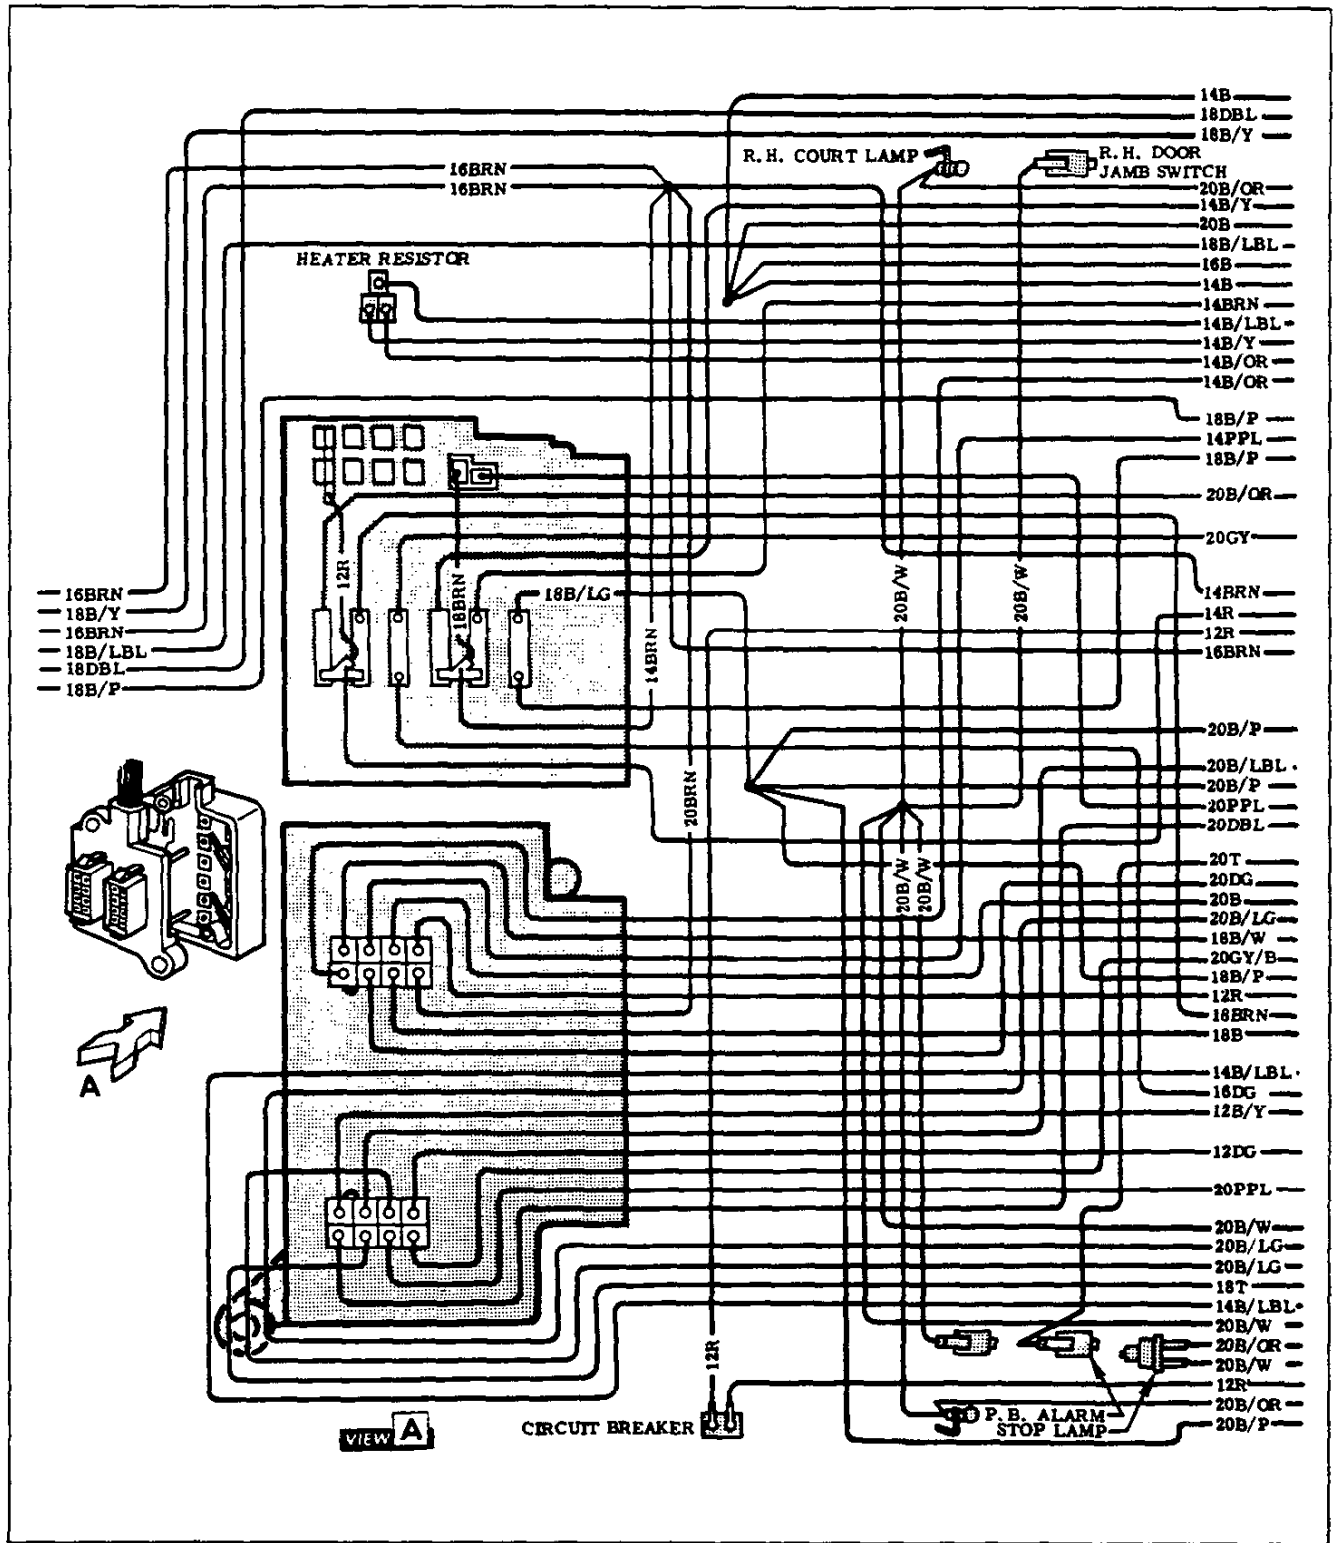 14B
18DBL
18B/Y
R. H. COURT LAMP
R. H. DOOR
JAMB SWITCH
16BRN
16BRN
20B/OR
14B/Y
20B
18B/LBL
HEATER RESISTOR
16B
14B
14BRN
14B/LBL
14B/Y
14B/OR
14B/OR
18B/P
14PPL
18B/P
20B/OR
20GY
12R
18BRN
18B/LG
20B/W
20B/W
16BRN
18B/Y
16BRN
18B/LBL
18DBL
18B/P
14BRN
14BRN
14R
12R
16BRN
20B/P
20B/LBL
20B/P
20PPL
20DBL
20BRN
20B/W
20B/W
20T
20DG
20B
20B/LG
18B/W
20GY/B
18B/P
12R
18BRN
18B
A
14B/LBL
16DG
12B/Y
12DG
20PPL
20B/W
20B/LG
20B/LG
18T
14B/LBL
20B/W
20B/OR
20B/W
12R
12R
20B/OR
20B/P
VIEW A
CIRCUIT BREAKER
P. B. ALARM
STOP LAMP